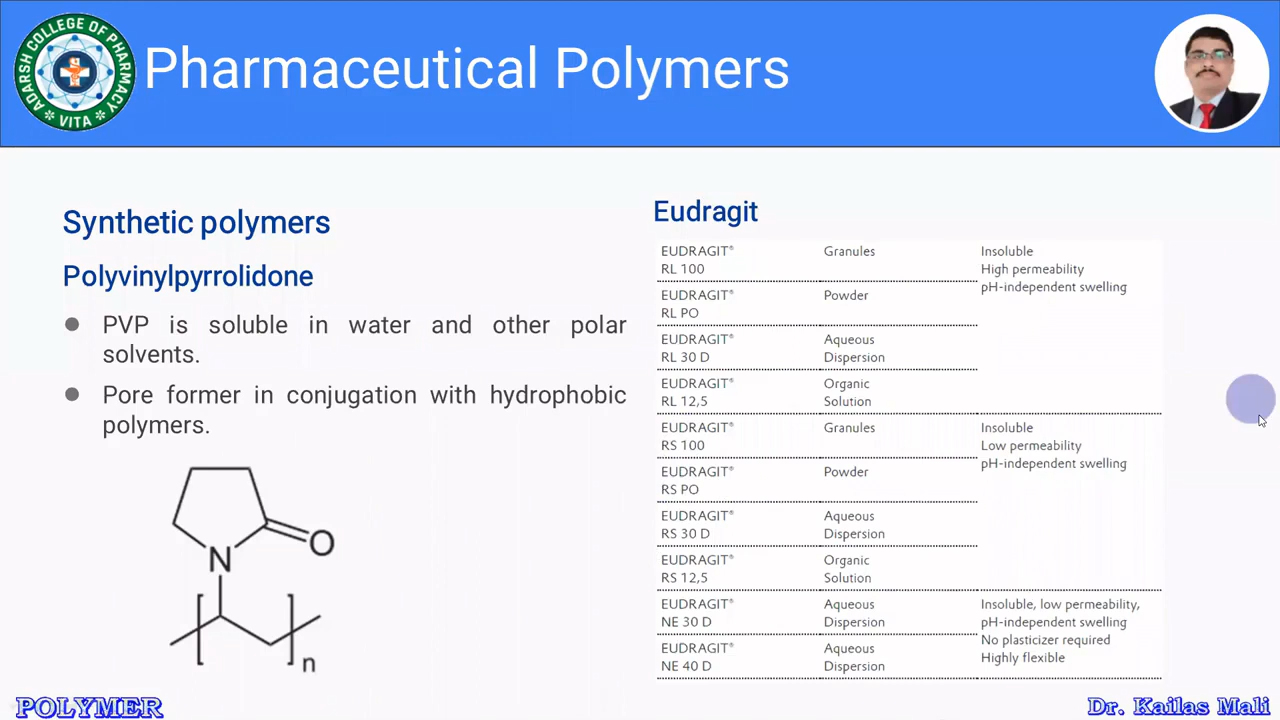 ADARSH COLLEGE OF PHARMACY
VITA
Pharmaceutical Polymers
Synthetic polymers
Polyvinylpyrrolidone
● PVP is soluble in water and other polar
solvents.
● Pore former in conjugation with hydrophobic
polymers.
O
N
n
Eudragit
EUDRAGIT® Granules Insoluble
RL 100 High permeability
pH-independent swelling
EUDRAGIT® Powder
RL PO
EUDRAGIT® Aqueous
RL 30 D Dispersion
EUDRAGIT® Organic
RL 12,5 Solution
EUDRAGIT® Granules Insoluble
RS 100 Low permeability
pH-independent swelling
EUDRAGIT® Powder
RS PO
EUDRAGIT® Aqueous
RS 30 D Dispersion
EUDRAGIT® Organic
RS 12,5 Solution
EUDRAGIT® Aqueous Insoluble, low permeability,
NE 30 D Dispersion pH-independent swelling
No plasticizer required
EUDRAGIT® Aqueous Highly flexible
NE 40 D Dispersion
POLYMER
Dr. Kailas Mali